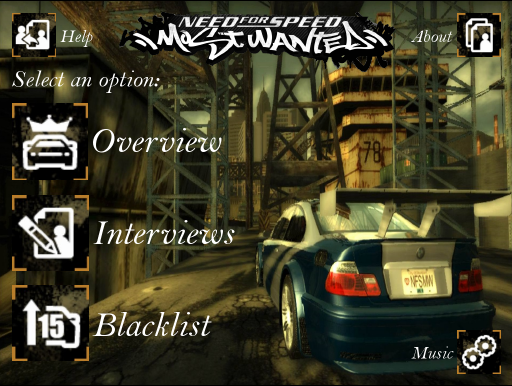 Help
NEED FOR SPEED
MOST WANTED
About
Select an option:
Overview
Interviews
15
Blacklist
78
NFSMW
Music